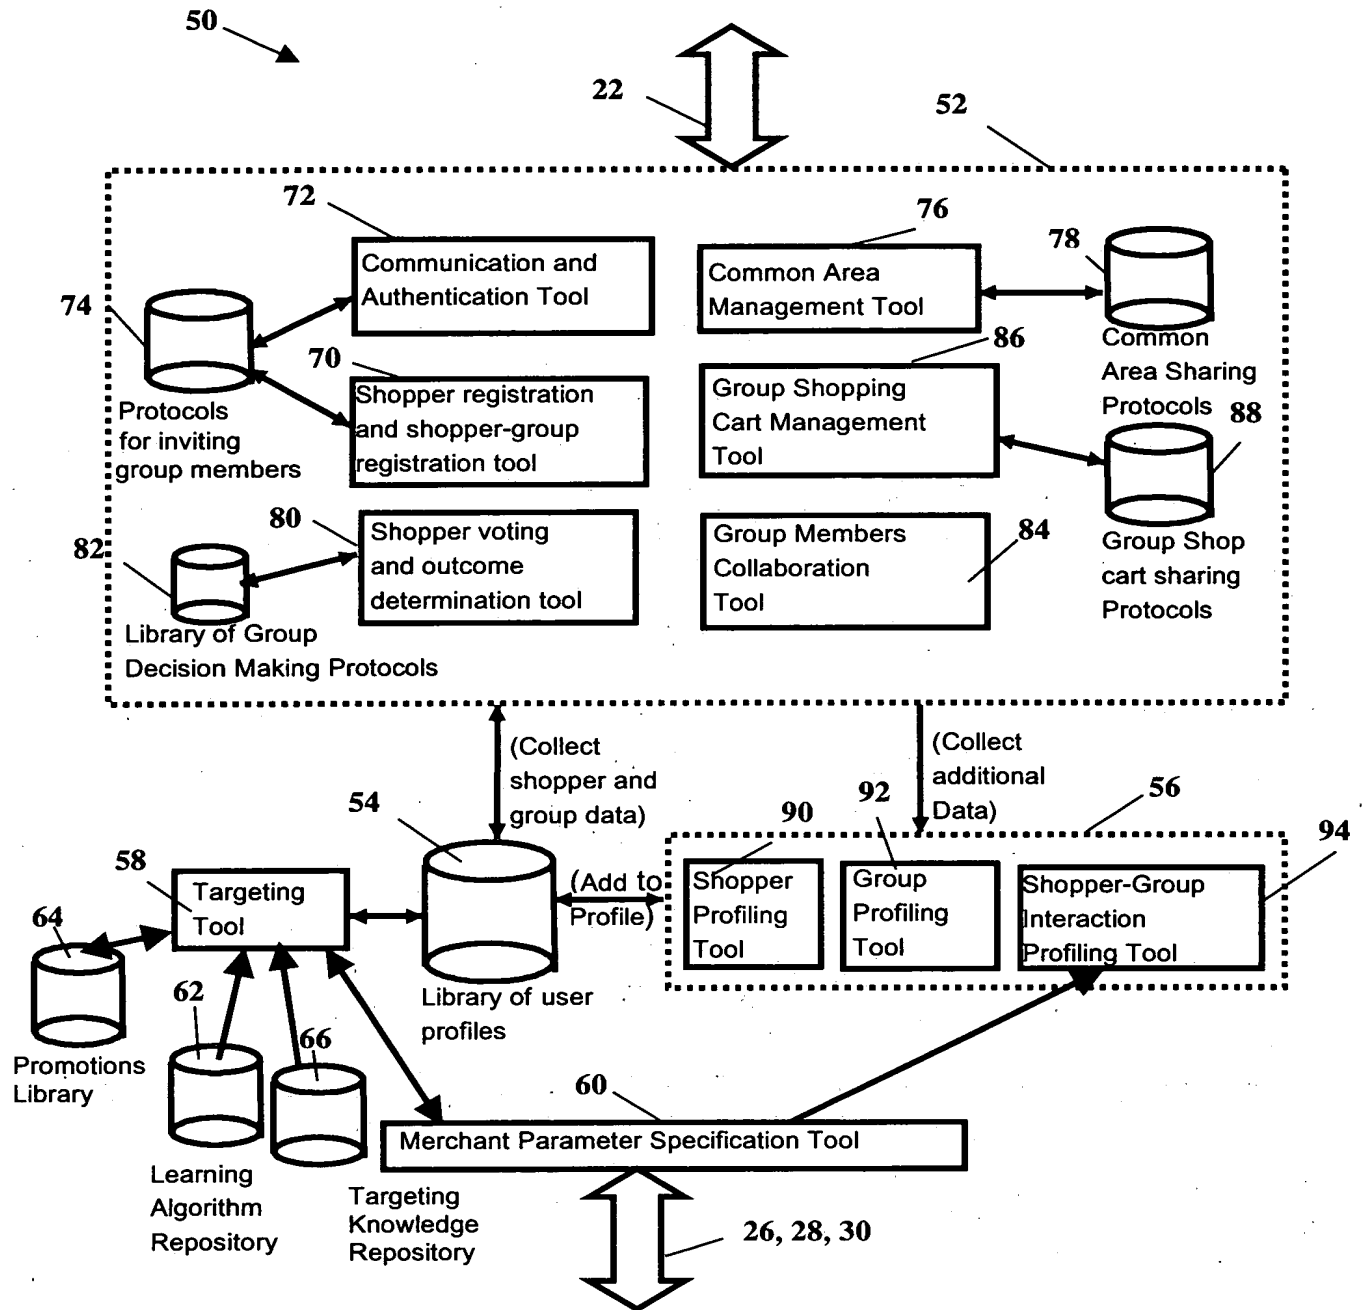 50
22
52
72
Communication and
Authentication Tool
76
Common Area
Management Tool
78
Common
Area Sharing
Protocols
74
Protocols
for inviting
group members
70
Shopper registration
and shopper-group
registration tool
86
Group Shopping
Cart Management
Tool
88
Group Shop
cart sharing
Protocols
82
Library of Group
Decision Making Protocols
80
Shopper voting
and outcome
determination tool
Group Members
Collaboration
Tool
84
(Collect
shopper and
group data)
(Collect
additional
Data)
54
Library of user
profiles
(Add to
Profile)
56
90
Shopper
Profiling
Tool
92
Group
Profiling
Tool
94
Shopper-Group
Interaction
Profiling Tool
58
Targeting
Tool
64
Promotions
Library
62
Learning
Algorithm
Repository
66
Targeting
Knowledge
Repository
60
Merchant Parameter Specification Tool
26, 28, 30